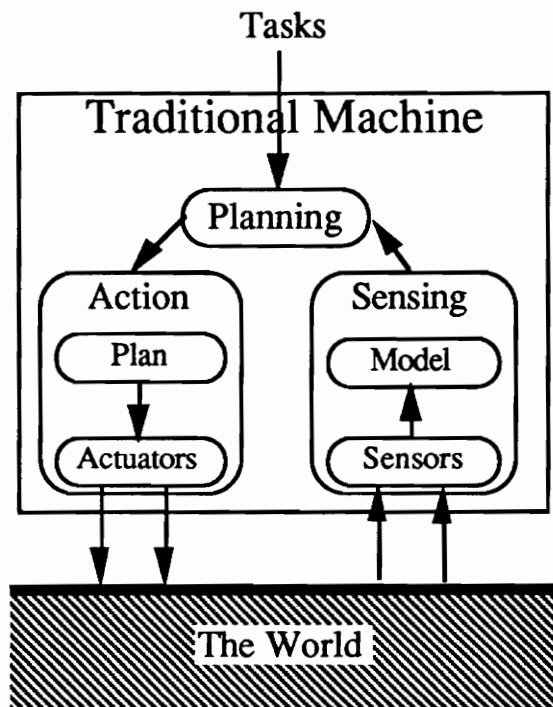 Tasks
Traditional Machine
Planning
Action
Plan
Actuators
Sensing
Model
Sensors
The World